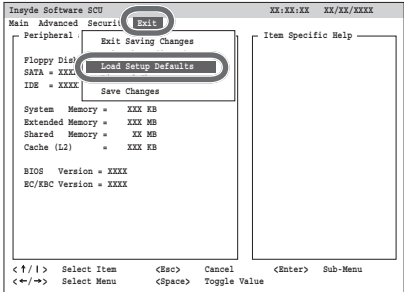 Insyde Software SCU XX:XX:XX XX/XX/XXXX
Main Advanced Securit Exit
Peripheral Item Specific Help
Exit Saving Changes
Floppy Dis
Load Setup Defaults
SATA = XXX
IDE = XXXX
Save Changes
System Memory = XXX KB
Extended Memory = XXX KB
Shared Memory = XX MB
Cache (L2) = XXX KB
BIOS Version = XXXX
EC/KBC Version = XXXX
<↑/↓> Select Item <Esc> Cancel <Enter> Sub-Menu
<←/→> Select Menu <Space> Toggle Value